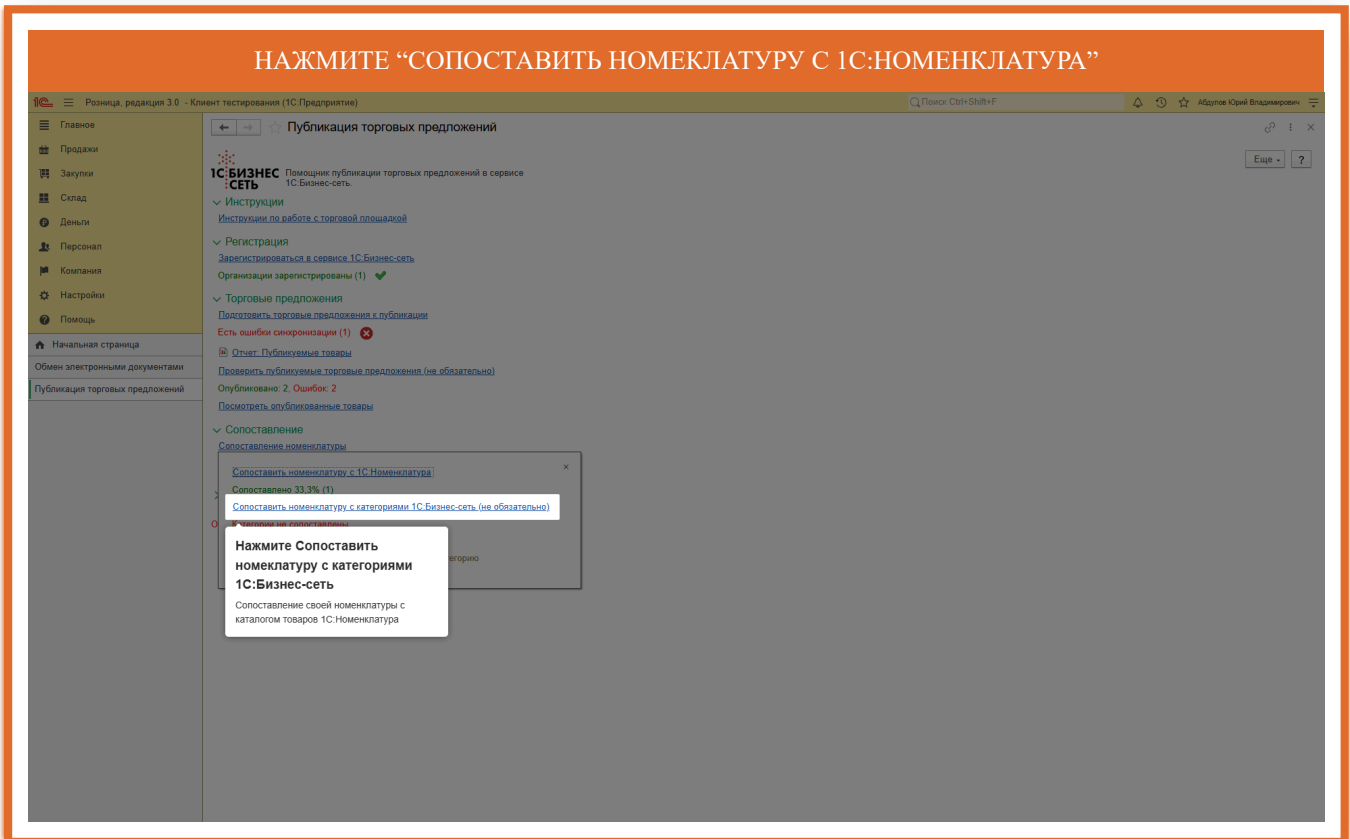 НАЖМИТЕ “СОПОСТАВИТЬ НОМЕКЛАТУРУ С 1С:НОМЕНКЛАТУРА”
Розница, редакция 3.0 - Клиент тестирования (1С:Предприятие)
Поиск Ctrl+Shift+F
Абдулов Юрий Владимирович
Главное
Продажи
Закупки
Склад
Деньги
Персонал
Компания
Настройки
Помощь
Начальная страница
Обмен электронными документами
Публикация торговых предложений
Публикация торговых предложений
Еще
?
1С БИЗНЕС
СЕТЬ
Помощник публикации торговых предложений в сервисе
1С:Бизнес-сеть.
Инструкции
Инструкции по работе с торговой площадкой
Регистрация
Зарегистрироваться в сервисе 1С:Бизнес-сеть
Организации зарегистрированы (1)
Торговые предложения
Подготовить торговые предложения к публикации
Есть ошибки синхронизации (1)
Отчет: Публикуемые товары
Проверить публикуемые торговые предложения (не обязательно)
Опубликовано: 2, Ошибок: 2
Посмотреть опубликованные товары
Сопоставление
Сопоставление номенклатуры
Сопоставить номенклатуру с 1С:Номенклатура
Сопоставлено 33,3% (1)
Сопоставить номенклатуру с категориями 1С:Бизнес-сеть (не обязательно)
Категории не сопоставлены
Нажмите Сопоставить
номеклатуру с категориями
1С:Бизнес-сеть
Сопоставление своей номенклатуры с
каталогом товаров 1С:Номенклатура